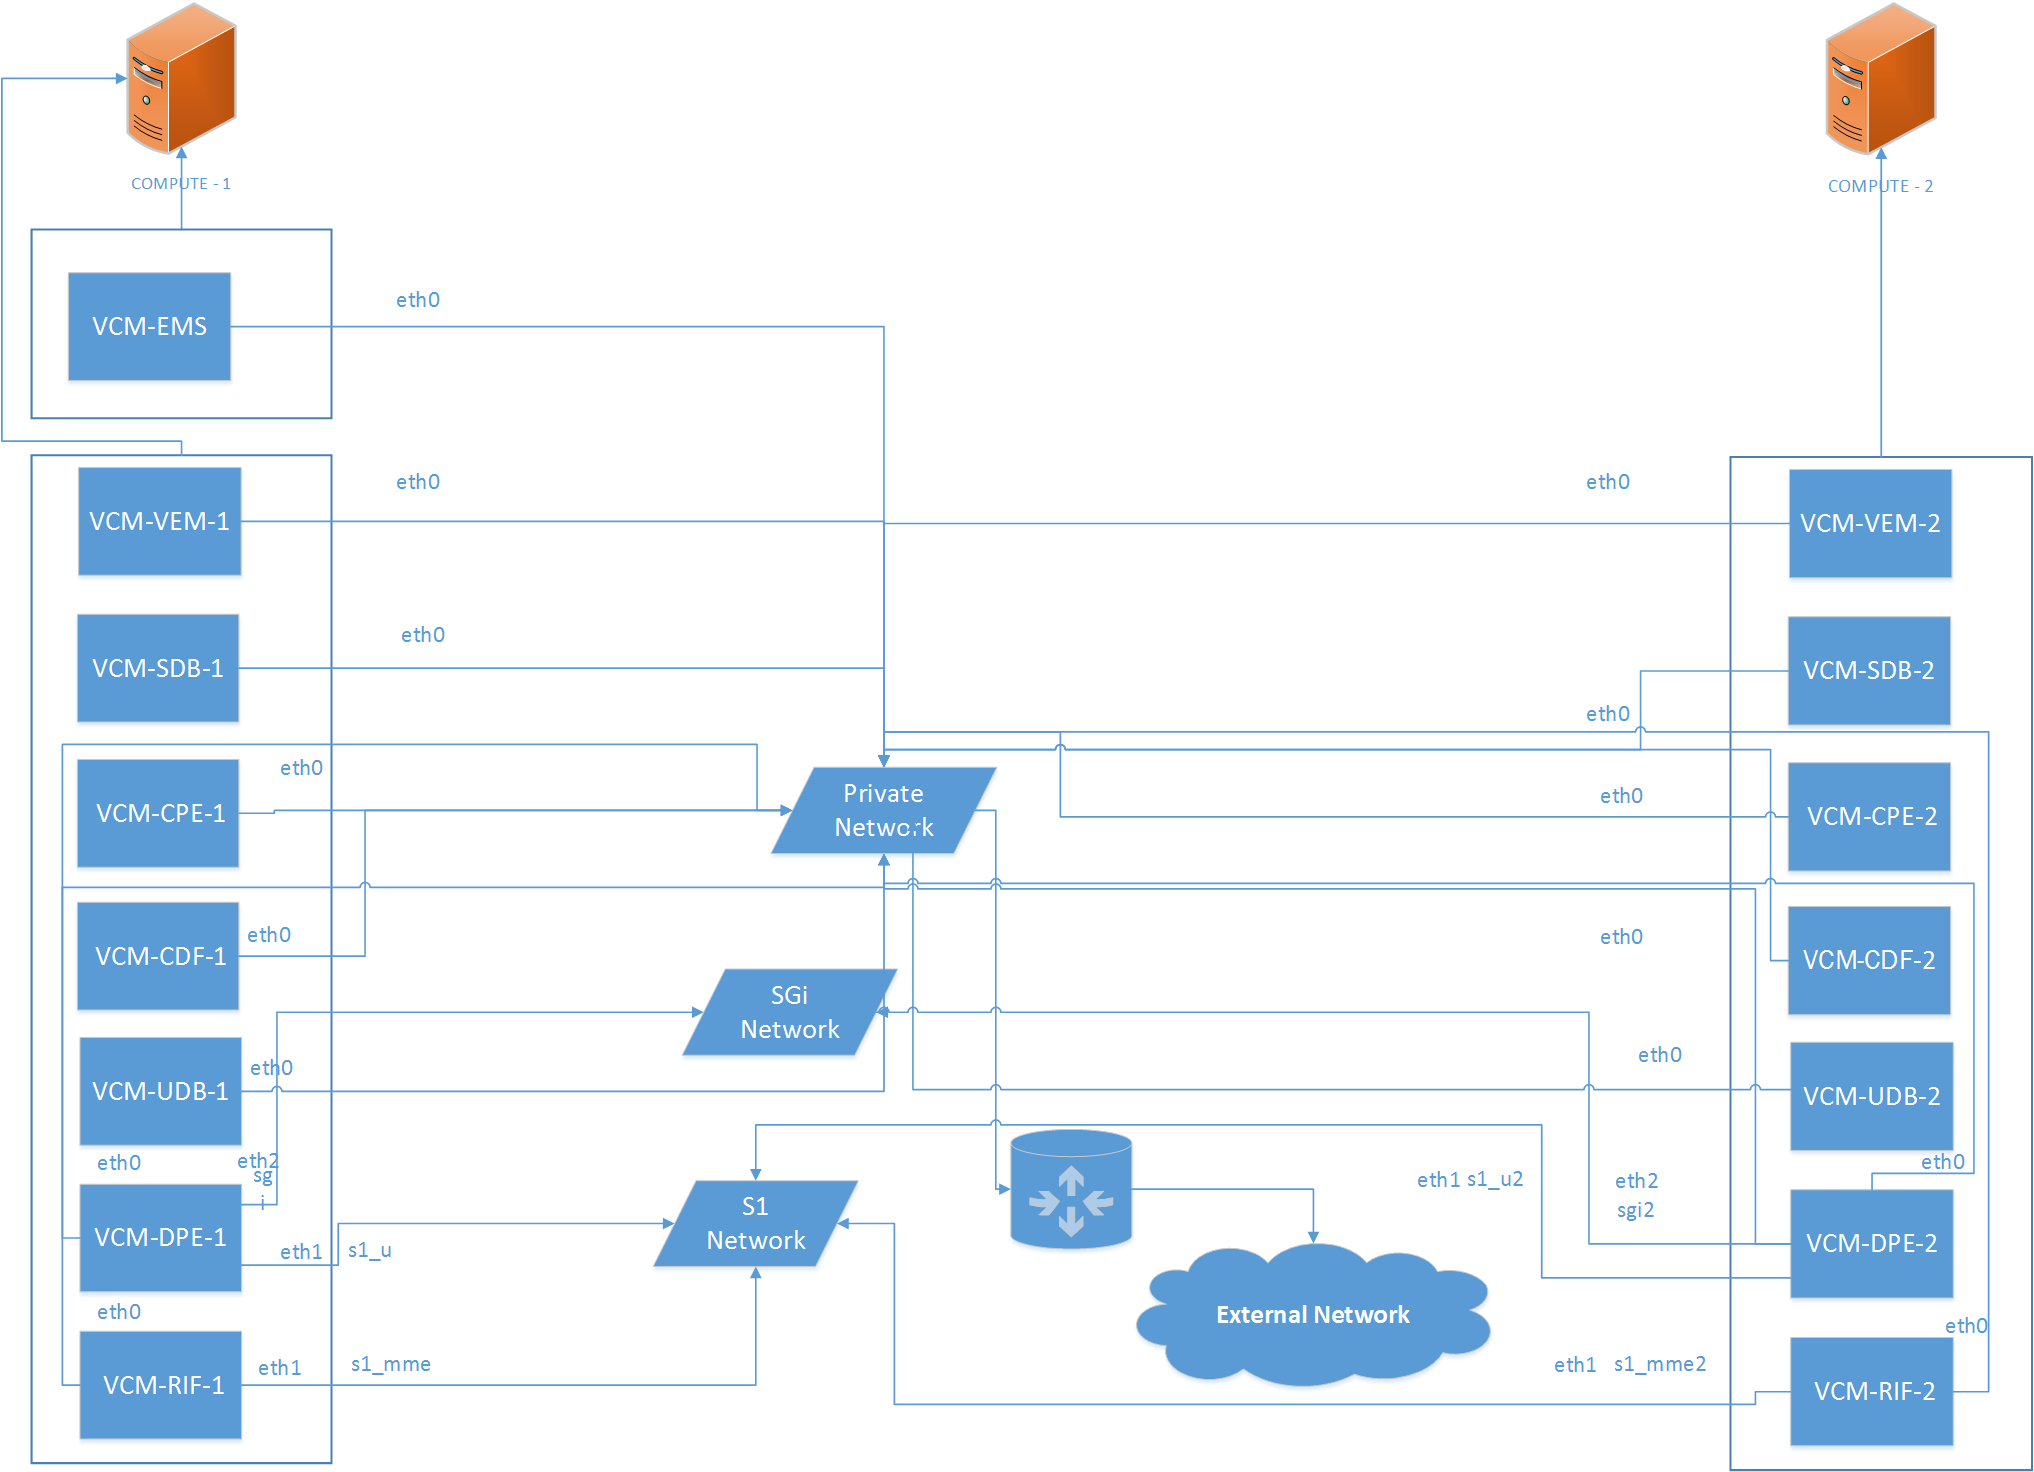 COMPUTE - 1
COMPUTE - 2
VCM-EMS
eth0
VCM-VEM-1
eth0
eth0
VCM-VEM-2
VCM-SDB-1
eth0
VCM-SDB-2
eth0
VCM-CPE-1
eth0
Private
Network
eth0
VCM-CPE-2
VCM-CDF-1
eth0
eth0
VCM-CDF-2
SGi
Network
VCM-UDB-1
eth0
eth0
VCM-UDB-2
eth0
eth2
sg
i
eth0
VCM-DPE-1
eth1
s1_u
S1
Network
eth1
s1_u2
eth2
sgi2
VCM-DPE-2
External Network
eth0
eth0
VCM-RIF-1
eth1
s1_mme
eth1
s1_mme2
VCM-RIF-2